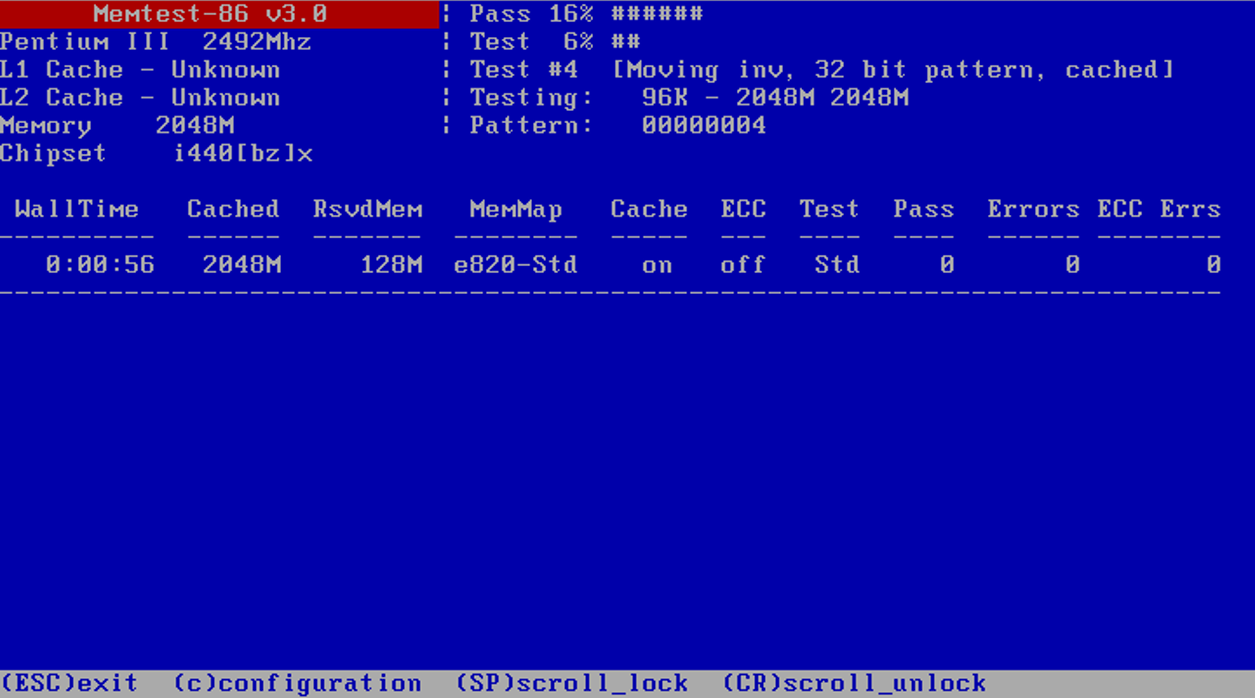 Memtest-86 v3.0 | Pass 16% ######
Pentium III 2492Mhz | Test 6% ##
L1 Cache - Unknown | Test #4 [Moving inv, 32 bit pattern, cached]
L2 Cache - Unknown | Testing: 96K - 2048M 2048M
Memory 2048M | Pattern: 00000004
Chipset i440[bz]x
WallTime Cached RsvdMem MemMap Cache ECC Test Pass Errors ECC Errs
---------- ------ ------- -------- ----- --- ---- ---- ------ --------
0:00:56 2048M 128M e820-Std on off Std 0 0 0
------------------------------------------------------------------------------
(ESC)exit (c)configuration (SP)scroll_lock (CR)scroll_unlock